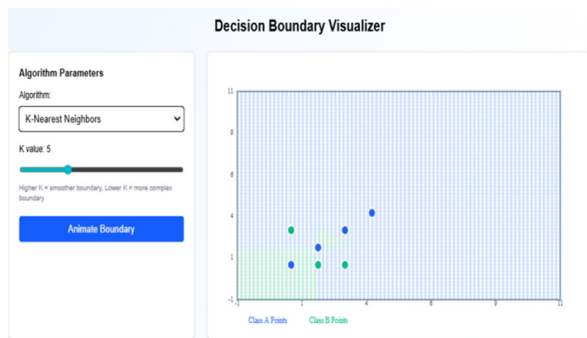 Decision Boundary Visualizer
Algorithm Parameters
Algorithm:
K-Nearest Neighbors
K value: 5
Higher K = smoother boundary, Lower K = more complex
boundary
Animate Boundary
11
9
6
4
1
-1
-1
1
4
6
9
11
Class A Points
Class B Points